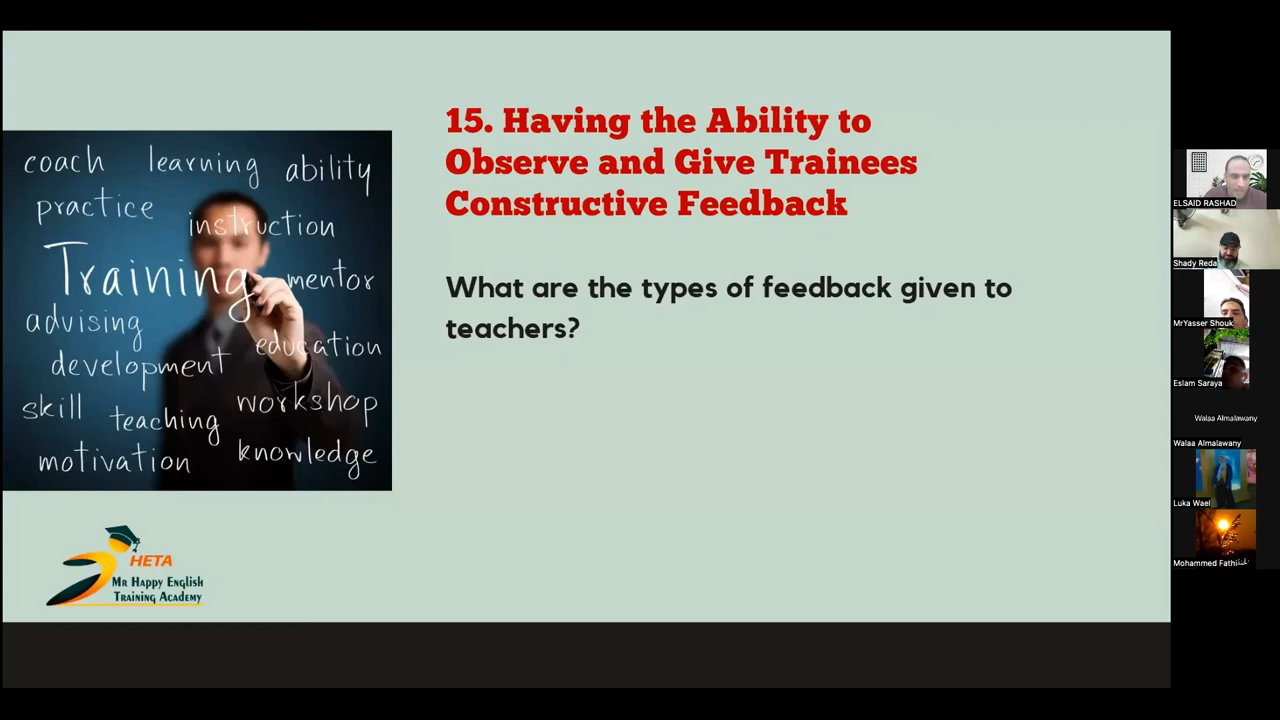 15. Having the Ability to
Observe and Give Trainees
Constructive Feedback
What are the types of feedback given to
teachers?
coach learning ability
practice instruction
Training mentor
advising education
development
skill teaching workshop
motivation knowledge
HETA
Mr Happy English
Training Academy
ELSAID RASHAD
Shady Reda
MrYasser Shouk
Eslam Saraya
Walaa Almalawany
Walaa Almalawany
Luka Wael
Mohammed Fathi